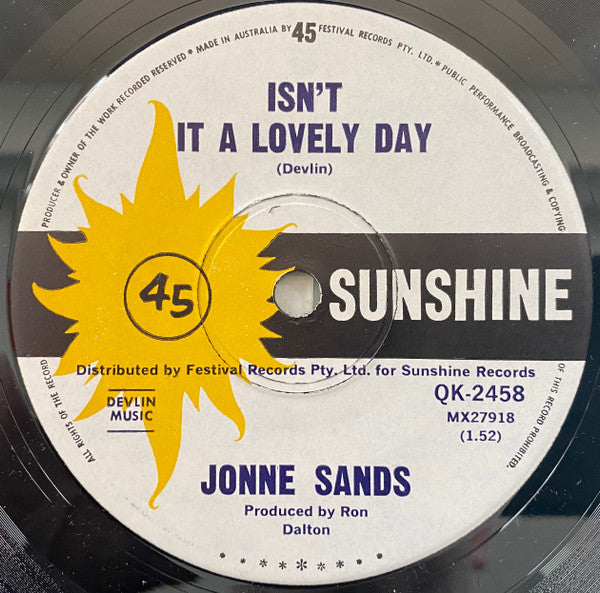 ALL RIGHTS OF THE RECORD PRODUCER & OWNER OF THE WORK RECORDED RESERVED * MADE IN AUSTRALIA BY 45 FESTIVAL RECORDS PTY. LTD. * PUBLIC PERFORMANCE BROADCASTING & COPYING OF THIS RECORD PROHIBITED.
ISN'T
IT A LOVELY DAY
(Devlin)
45
SUNSHINE
Distributed by Festival Records Pty. Ltd. for Sunshine Records
DEVLIN
MUSIC
QK-2458
MX27918
(1.52)
JONNE SANDS
Produced by Ron
Dalton